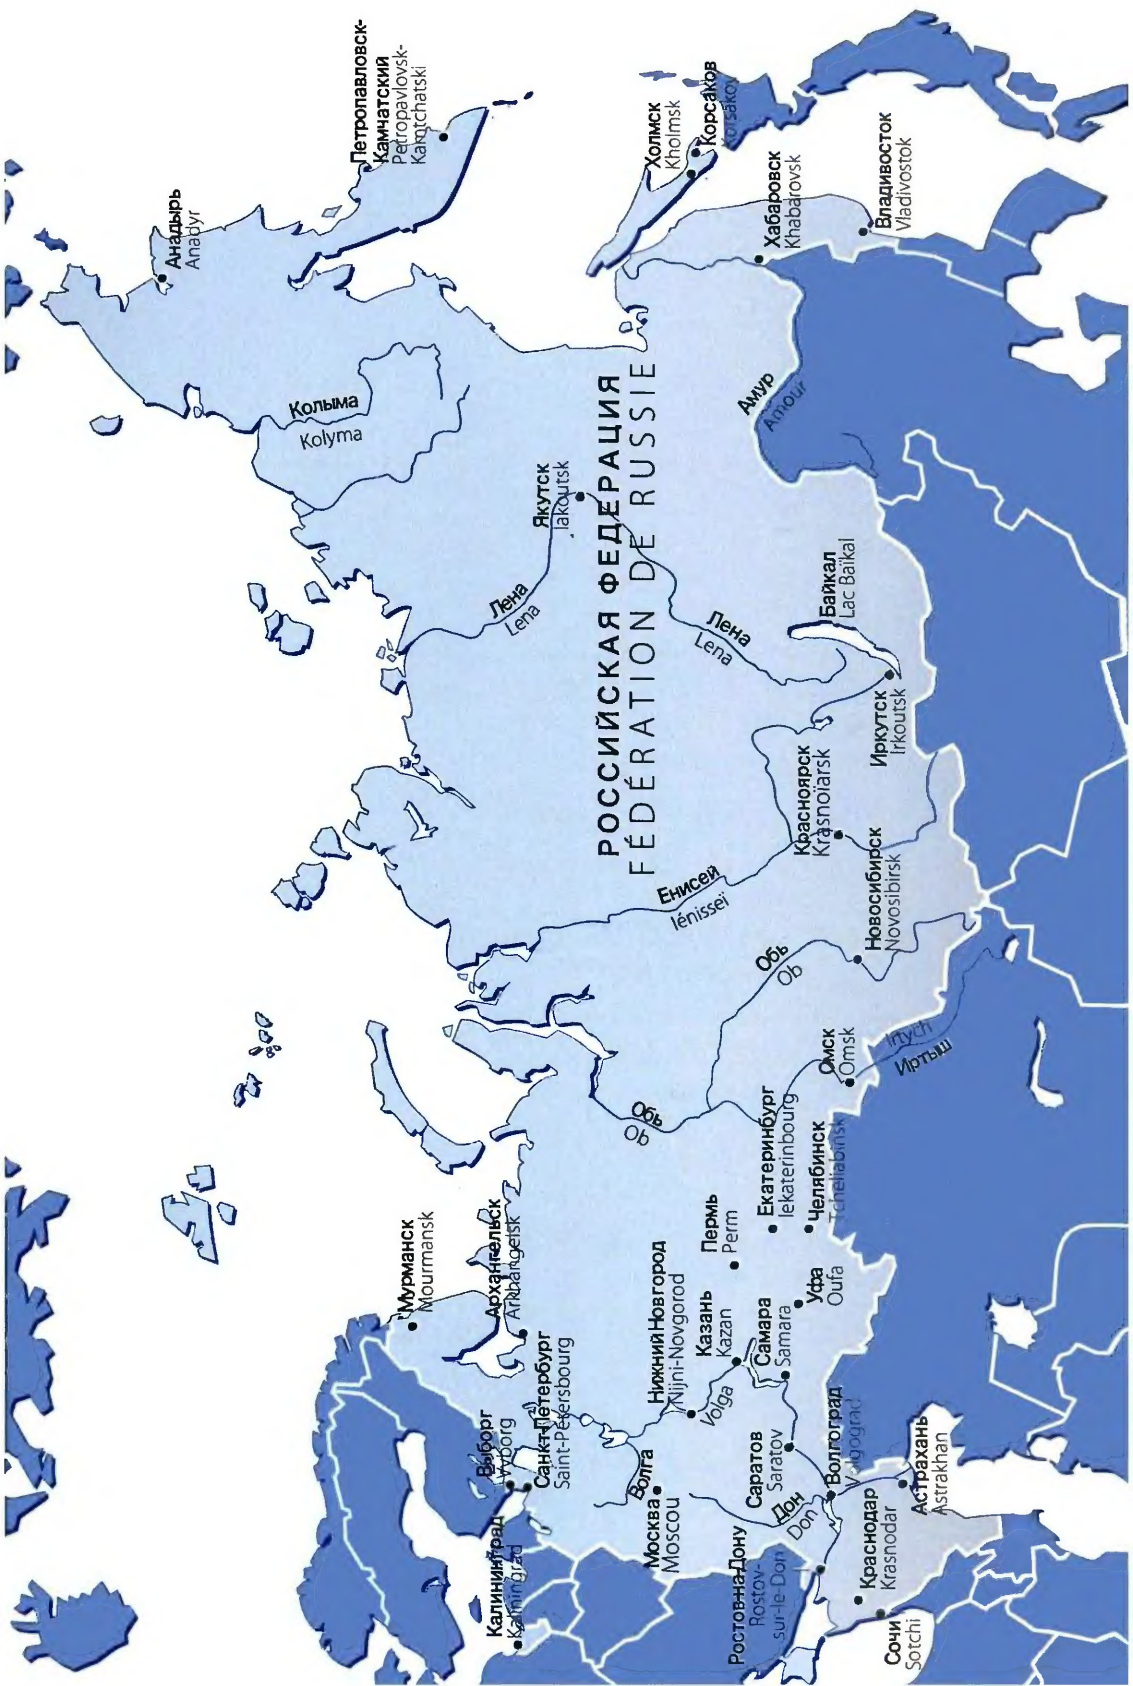 Мурманск
Mourmansk
Архангельск
Arkhangelsk
Выборг
Vyborg
Санкт-Петербург
Saint-Pétersbourg
Калининград
Kaliningrad
Волга
Москва
Moscou
Нижний Новгород
Nijni-Novgorod
Volga
Казань
Kazan
Пермь
Perm
Екатеринбург
Iekaterinbourg
Челябинск
Tcheliabinsk
Уфа
Oufa
Самара
Samara
Саратов
Saratov
Дон
Don
Волгоград
Volgograd
Ростов-на-Дону
Rostov-
sur-le-Don
Краснодар
Krasnodar
Сочи
Sotchi
Астрахань
Astrakhan
Обь
Ob
Обь
Ob
Омск
Omsk
Irtych
Иртыш
Новосибирск
Novosibirsk
Енисей
Iénisseï
Красноярск
Krasnoïarsk
Иркутск
Irkoutsk
Байкал
Lac Baïkal
РОССИЙСКАЯ ФЕДЕРАЦИЯ
FÉDÉRATION DE RUSSIE
Лена
Lena
Лена
Lena
Якутск
Iakoutsk
Колыма
Kolyma
Амур
Amour
Анадырь
Anadyr
Петропавловск-
Камчатский
Petropavlovsk-
Kamtchatski
Холмск
Kholmsk
Корсаков
Korsakov
Хабаровск
Khabarovsk
Владивосток
Vladivostok